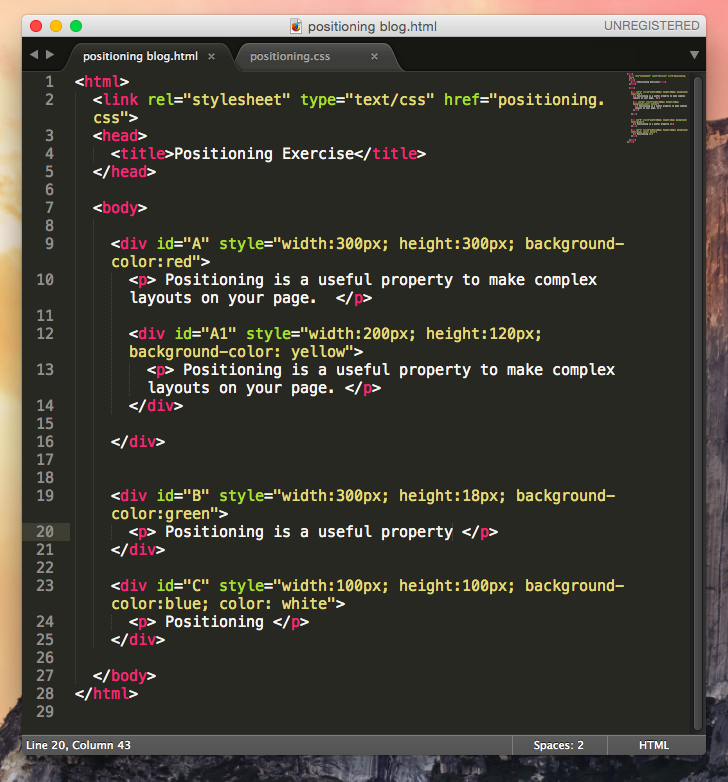 positioning blog.html
UNREGISTERED
positioning blog.html ×
positioning.css ×
1 <html>
2 <link rel="stylesheet" type="text/css" href="positioning.
css">
3 <head>
4 <title>Positioning Exercise</title>
5 </head>
6
7 <body>
8
9 <div id="A" style="width:300px; height:300px; background-
color:red">
10 <p> Positioning is a useful property to make complex
layouts on your page.  </p>
11
12 <div id="A1" style="width:200px; height:120px;
background-color: yellow">
13 <p> Positioning is a useful property to make complex
layouts on your page. </p>
14 </div>
15
16 </div>
17
18
19 <div id="B" style="width:300px; height:18px; background-
color:green">
20 <p> Positioning is a useful property </p>
21 </div>
22
23 <div id="C" style="width:100px; height:100px; background-
color:blue; color: white">
24 <p> Positioning </p>
25 </div>
26
27 </body>
28 </html>
29
Line 20, Column 43
Spaces: 2
HTML